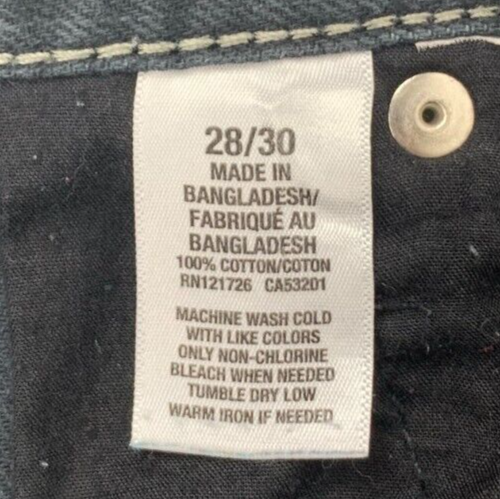 28/30
MADE IN
BANGLADESH/
FABRIQUÉ AU
BANGLADESH
100% COTTON/COTON
RN121726 CA53201
MACHINE WASH COLD
WITH LIKE COLORS
ONLY NON-CHLORINE
BLEACH WHEN NEEDED
TUMBLE DRY LOW
WARM IRON IF NEEDED